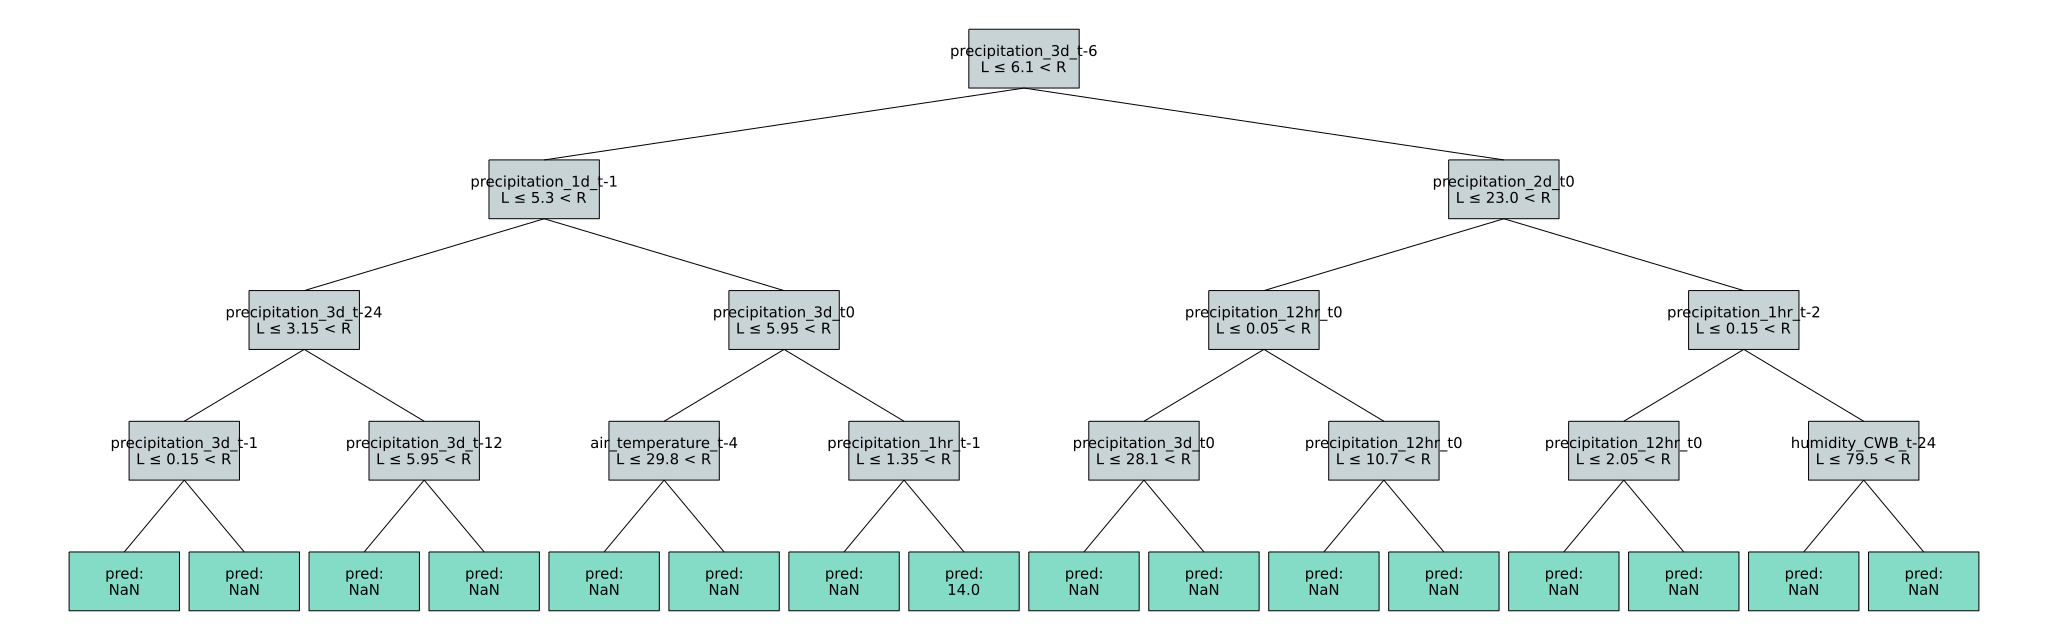 precipitation_3d_t-6
L ≤ 6.1 < R
precipitation_1d_t-1
L ≤ 5.3 < R
precipitation_2d_t0
L ≤ 23.0 < R
precipitation_3d_t-24
L ≤ 3.15 < R
precipitation_3d_t0
L ≤ 5.95 < R
precipitation_12hr_t0
L ≤ 0.05 < R
precipitation_1hr_t-2
L ≤ 0.15 < R
precipitation_3d_t-1
L ≤ 0.15 < R
precipitation_3d_t-12
L ≤ 5.95 < R
air_temperature_t-4
L ≤ 29.8 < R
precipitation_1hr_t-1
L ≤ 1.35 < R
precipitation_3d_t0
L ≤ 28.1 < R
precipitation_12hr_t0
L ≤ 10.7 < R
precipitation_12hr_t0
L ≤ 2.05 < R
humidity_CWB_t-24
L ≤ 79.5 < R
pred:
NaN
pred:
NaN
pred:
NaN
pred:
NaN
pred:
NaN
pred:
NaN
pred:
NaN
pred:
14.0
pred:
NaN
pred:
NaN
pred:
NaN
pred:
NaN
pred:
NaN
pred:
NaN
pred:
NaN
pred:
NaN